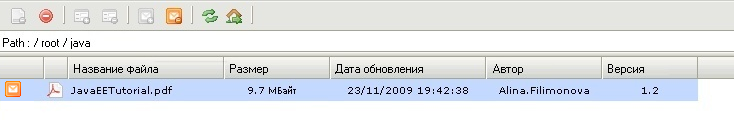 Path : / root / java
Название файла Размер Дата обновления Автор Версия
JavaEETutorial.pdf 9.7 МБайт 23/11/2009 19:42:38 Alina.Filimonova 1.2